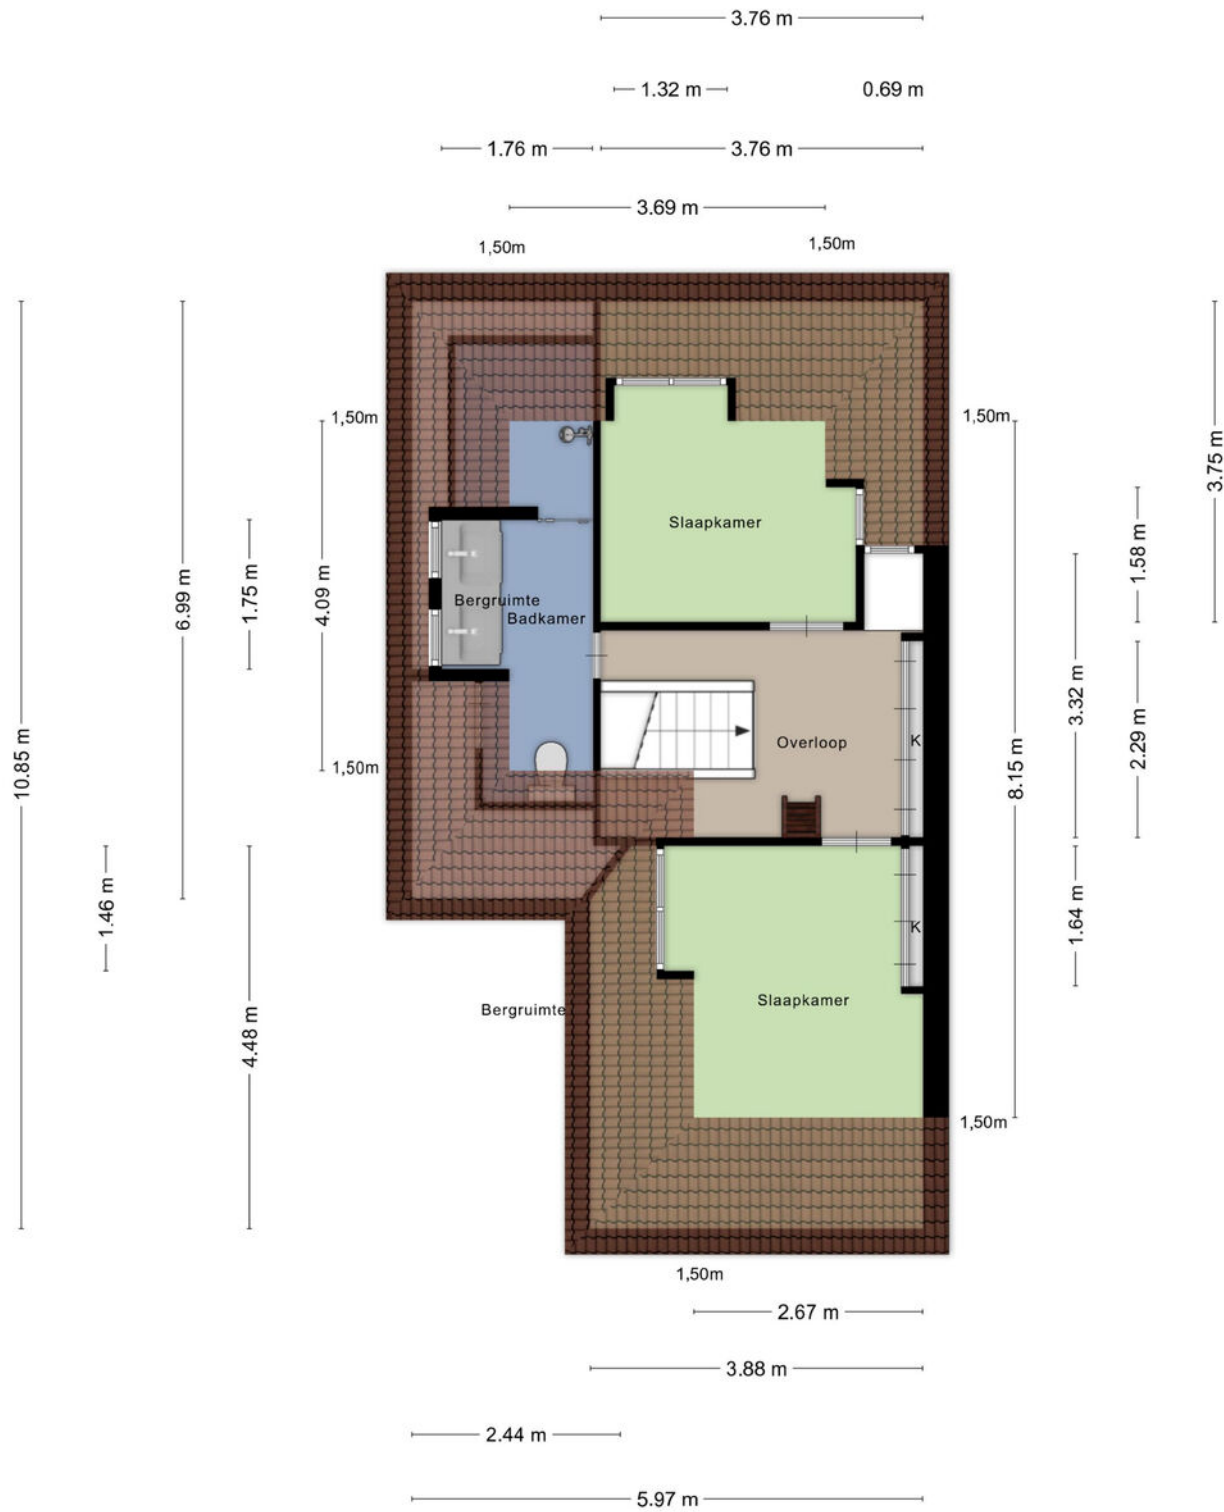 3.76 m
1.32 m
0.69 m
1.76 m
3.76 m
3.69 m
1,50m
1,50m
1,50m
1,50m
3.75 m
Slaapkamer
1.58 m
6.99 m
1.75 m
4.09 m
Bergruimte
Badkamer
3.32 m
2.29 m
Overloop
K
10.85 m
1,50m
8.15 m
1.46 m
1.64 m
K
Slaapkamer
Bergruimte
4.48 m
1,50m
1,50m
2.67 m
3.88 m
2.44 m
5.97 m